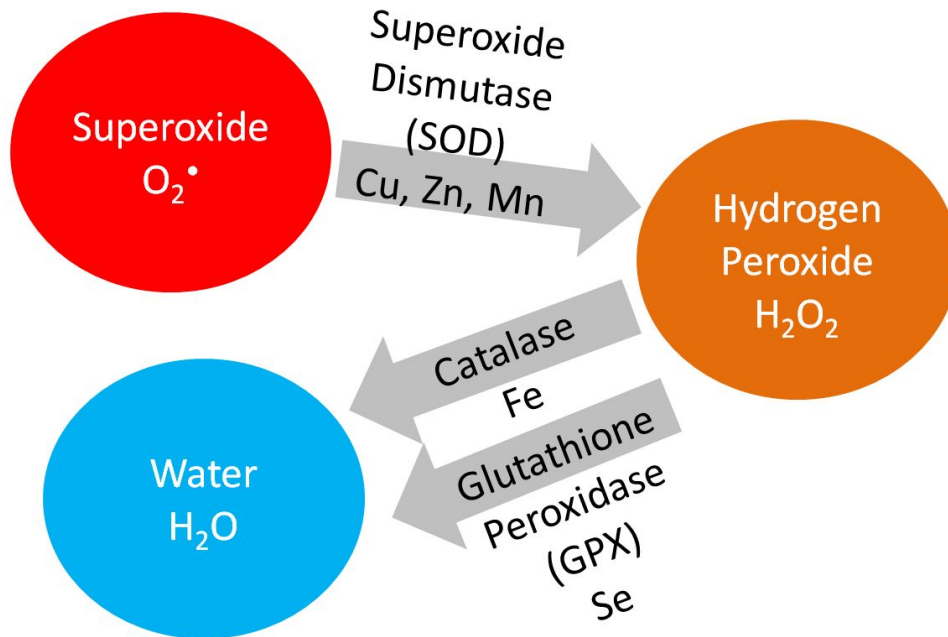 Superoxide
O₂•
Superoxide
Dismutase
(SOD)
Cu, Zn, Mn
Hydrogen
Peroxide
H₂O₂
Catalase
Fe
Glutathione
Peroxidase
(GPX)
Se
Water
H₂O